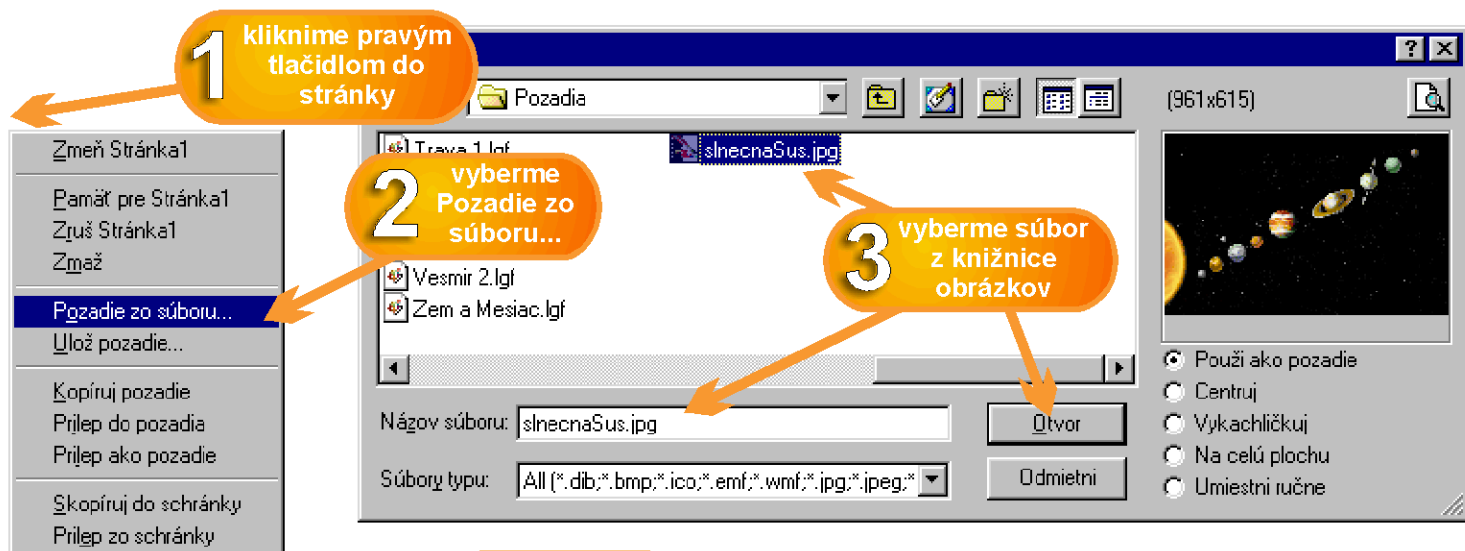 1
kliknime pravým
tlačidlom do
stránky
Zmeň Stránka1
Pamäť pre Stránka1
Zruš Stránka1
Zmaž
Pozadie zo súboru...
Ulož pozadie...
Kopíruj pozadie
Prilep do pozadia
Prilep ako pozadie
Skopíruj do schránky
Prilep zo schránky
2
vyberme
Pozadie zo
súboru...
Pozadia
(961x615)
Trava 1.lgf
slnecnaSus.jpg
Vesmir 2.lgf
Zem a Mesiac.lgf
3
vyberme súbor
z knižnice
obrázkov
Názov súboru: slnecnaSus.jpg
Otvor
Súbory typu: All (*.dib;*.bmp;*.ico;*.emf;*.wmf;*.jpg;*.jpeg;*
Odmietni
Použi ako pozadie
Centruj
Vykachličkuj
Na celú plochu
Umiestni ručne